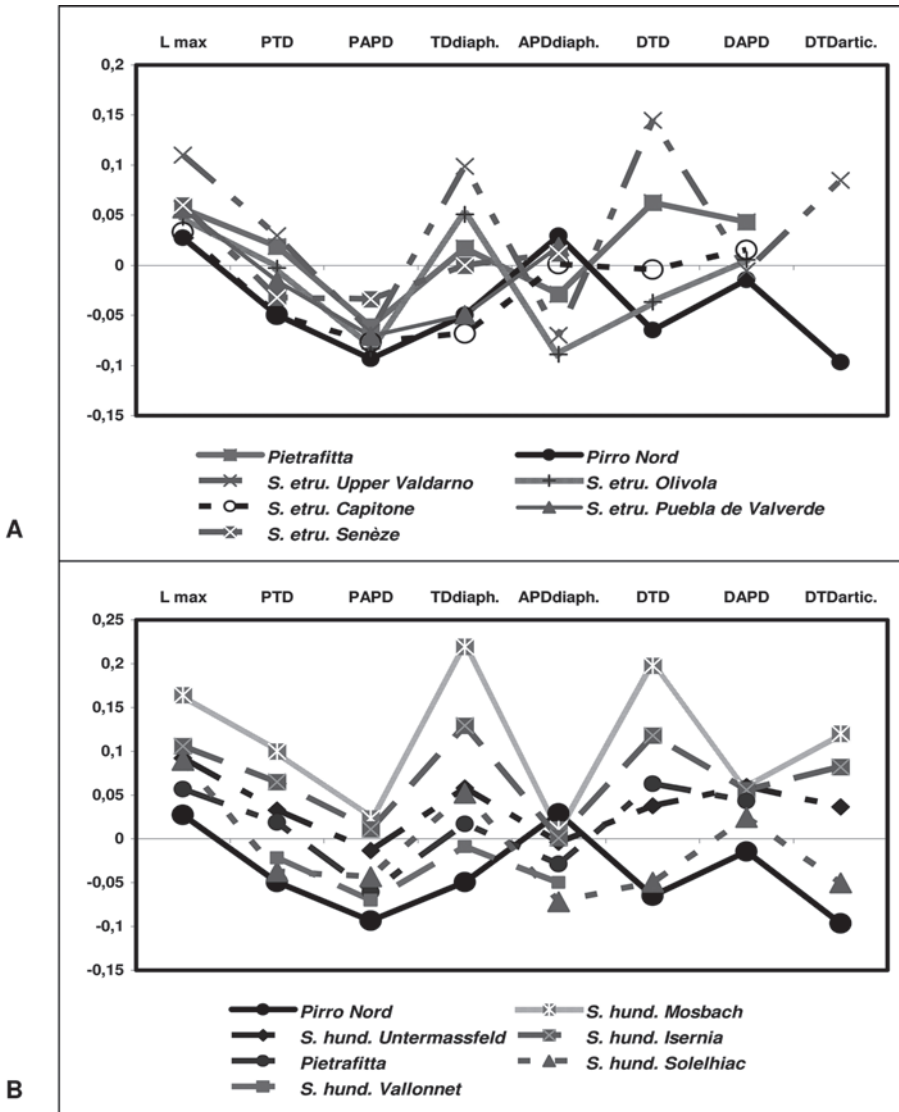 A
L max PTD PAPD TDdiaph. APDdiaph. DTD DAPD DTDartic.
0,2
0,15
0,1
0,05
0
-0,05
-0,1
-0,15
Pietrafitta
Pirro Nord
S. etru. Upper Valdarno
S. etru. Olivola
S. etru. Capitone
S. etru. Puebla de Valverde
S. etru. Senèze
B
L max PTD PAPD TDdiaph. APDdiaph. DTD DAPD DTDartic.
0,25
0,2
0,15
0,1
0,05
0
-0,05
-0,1
-0,15
Pirro Nord
S. hund. Mosbach
S. hund. Untermassfeld
S. hund. Isernia
Pietrafitta
S. hund. Solelhiac
S. hund. Vallonnet